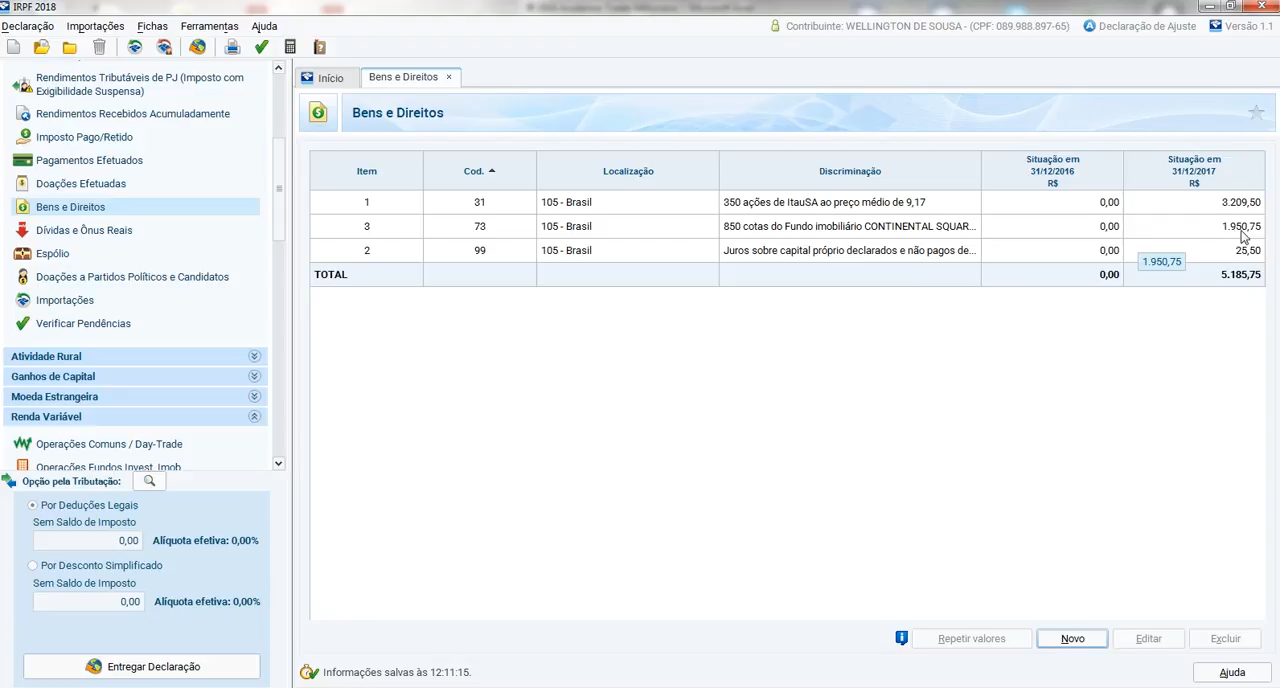 IRPF 2018
Declaração Importações Fichas Ferramentas Ajuda
Contribuinte: WELLINGTON DE SOUSA - (CPF: 089.988.897-65) Declaração de Ajuste Versão 1.1
Rendimentos Tributáveis de PJ (Imposto com
Exigibilidade Suspensa)
Rendimentos Recebidos Acumuladamente
Imposto Pago/Retido
Pagamentos Efetuados
Doações Efetuadas
Bens e Direitos
Dívidas e Ônus Reais
Espólio
Doações a Partidos Políticos e Candidatos
Importações
Verificar Pendências
Atividade Rural
Ganhos de Capital
Moeda Estrangeira
Renda Variável
Operações Comuns / Day-Trade
Operações Fundos Invest. Imob
Opção pela Tributação:
Por Deduções Legais
Sem Saldo de Imposto
0,00 Alíquota efetiva: 0,00%
Por Desconto Simplificado
Sem Saldo de Imposto
0,00 Alíquota efetiva: 0,00%
Entregar Declaração
Início Bens e Direitos ×
Bens e Direitos
Item Cod. Localização Discriminação Situação em 31/12/2016 R$ Situação em 31/12/2017 R$
1 31 105 - Brasil 350 ações de ItauSA ao preço médio de 9,17 0,00 3.209,50
3 73 105 - Brasil 850 cotas do Fundo imobiliário CONTINENTAL SQUAR... 0,00 1.950,75
2 99 105 - Brasil Juros sobre capital próprio declarados e não pagos de... 0,00 25,50
1.950,75
TOTAL 0,00 5.185,75
Repetir valores Novo Editar Excluir
Informações salvas às 12:11:15.
Ajuda